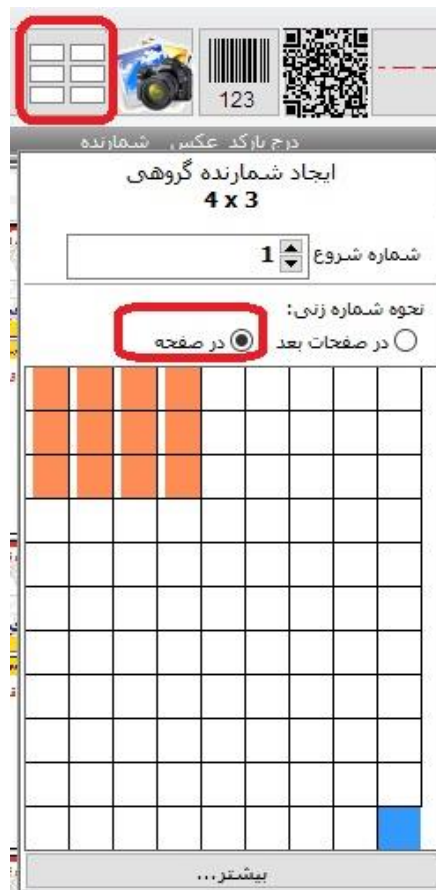 123
درج بارکد عکس شمارنده
ایجاد شمارنده گروهی
4 x 3
شماره شروع 1
نحوه شماره زنی:
در صفحات بعد در صفحه
بیشتر...